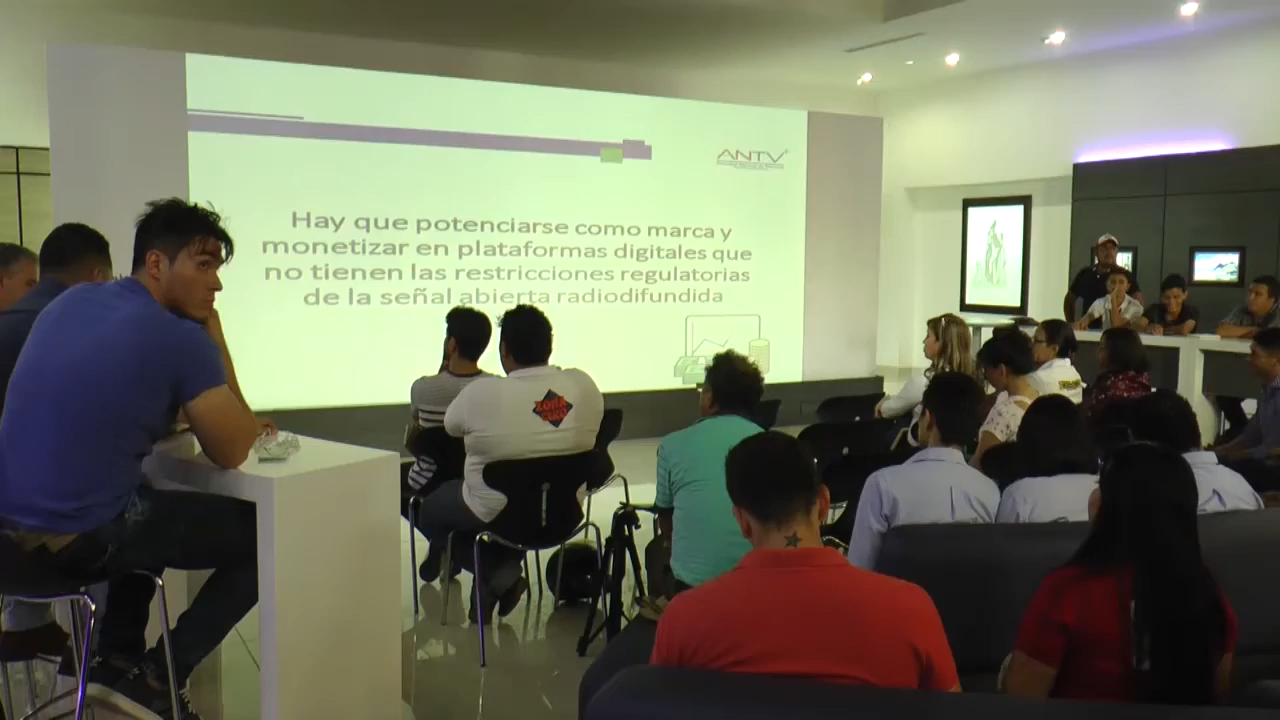 ANTV
Hay que potenciarse como marca y
monetizar en plataformas digitales que
no tienen las restricciones regulatorias
de la señal abierta radiodifundida
ZONA